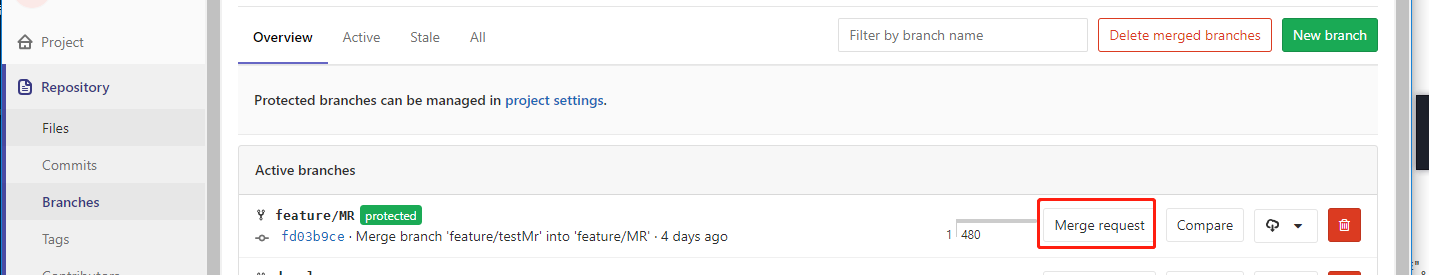 Project
Repository
Files
Commits
Branches
Tags
Overview Active Stale All
Filter by branch name
Delete merged branches
New branch
Protected branches can be managed in project settings.
Active branches
feature/MR protected
fd03b9ce · Merge branch 'feature/testMr' into 'feature/MR' · 4 days ago
1 480
Merge request
Compare